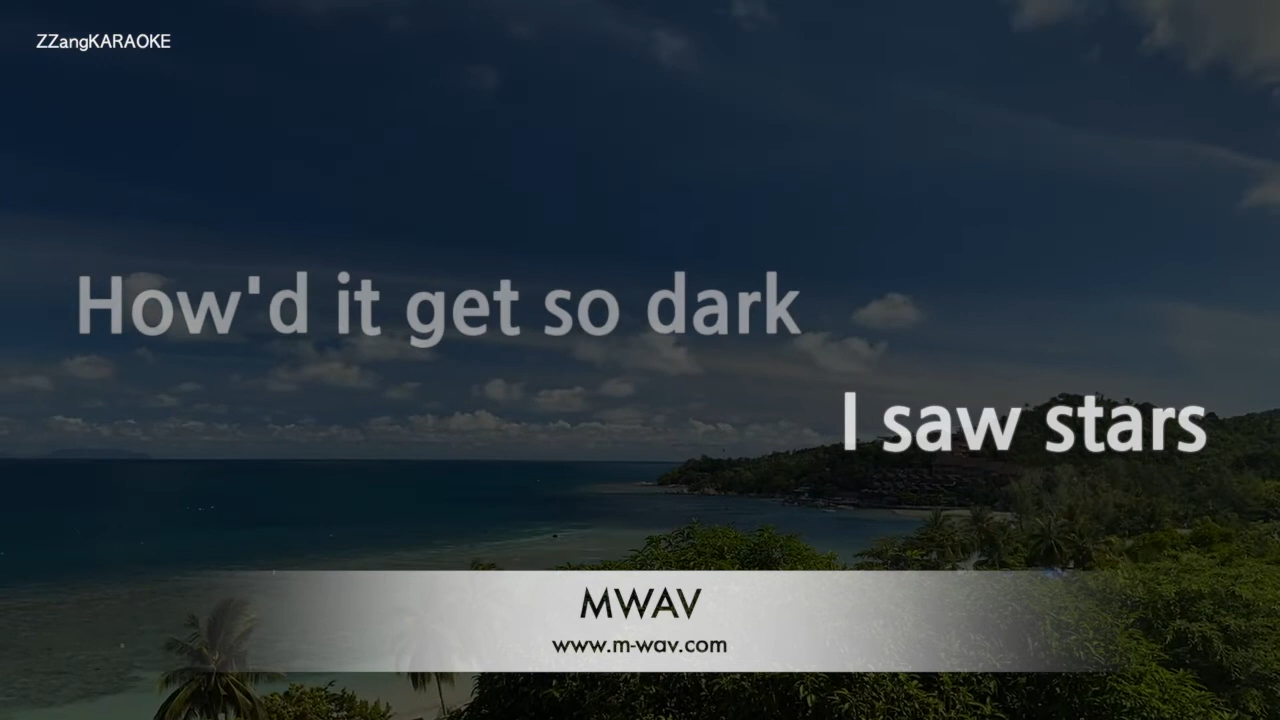 ZZangKARAOKE
How'd it get so dark
I saw stars
MWAV
www.m-wav.com